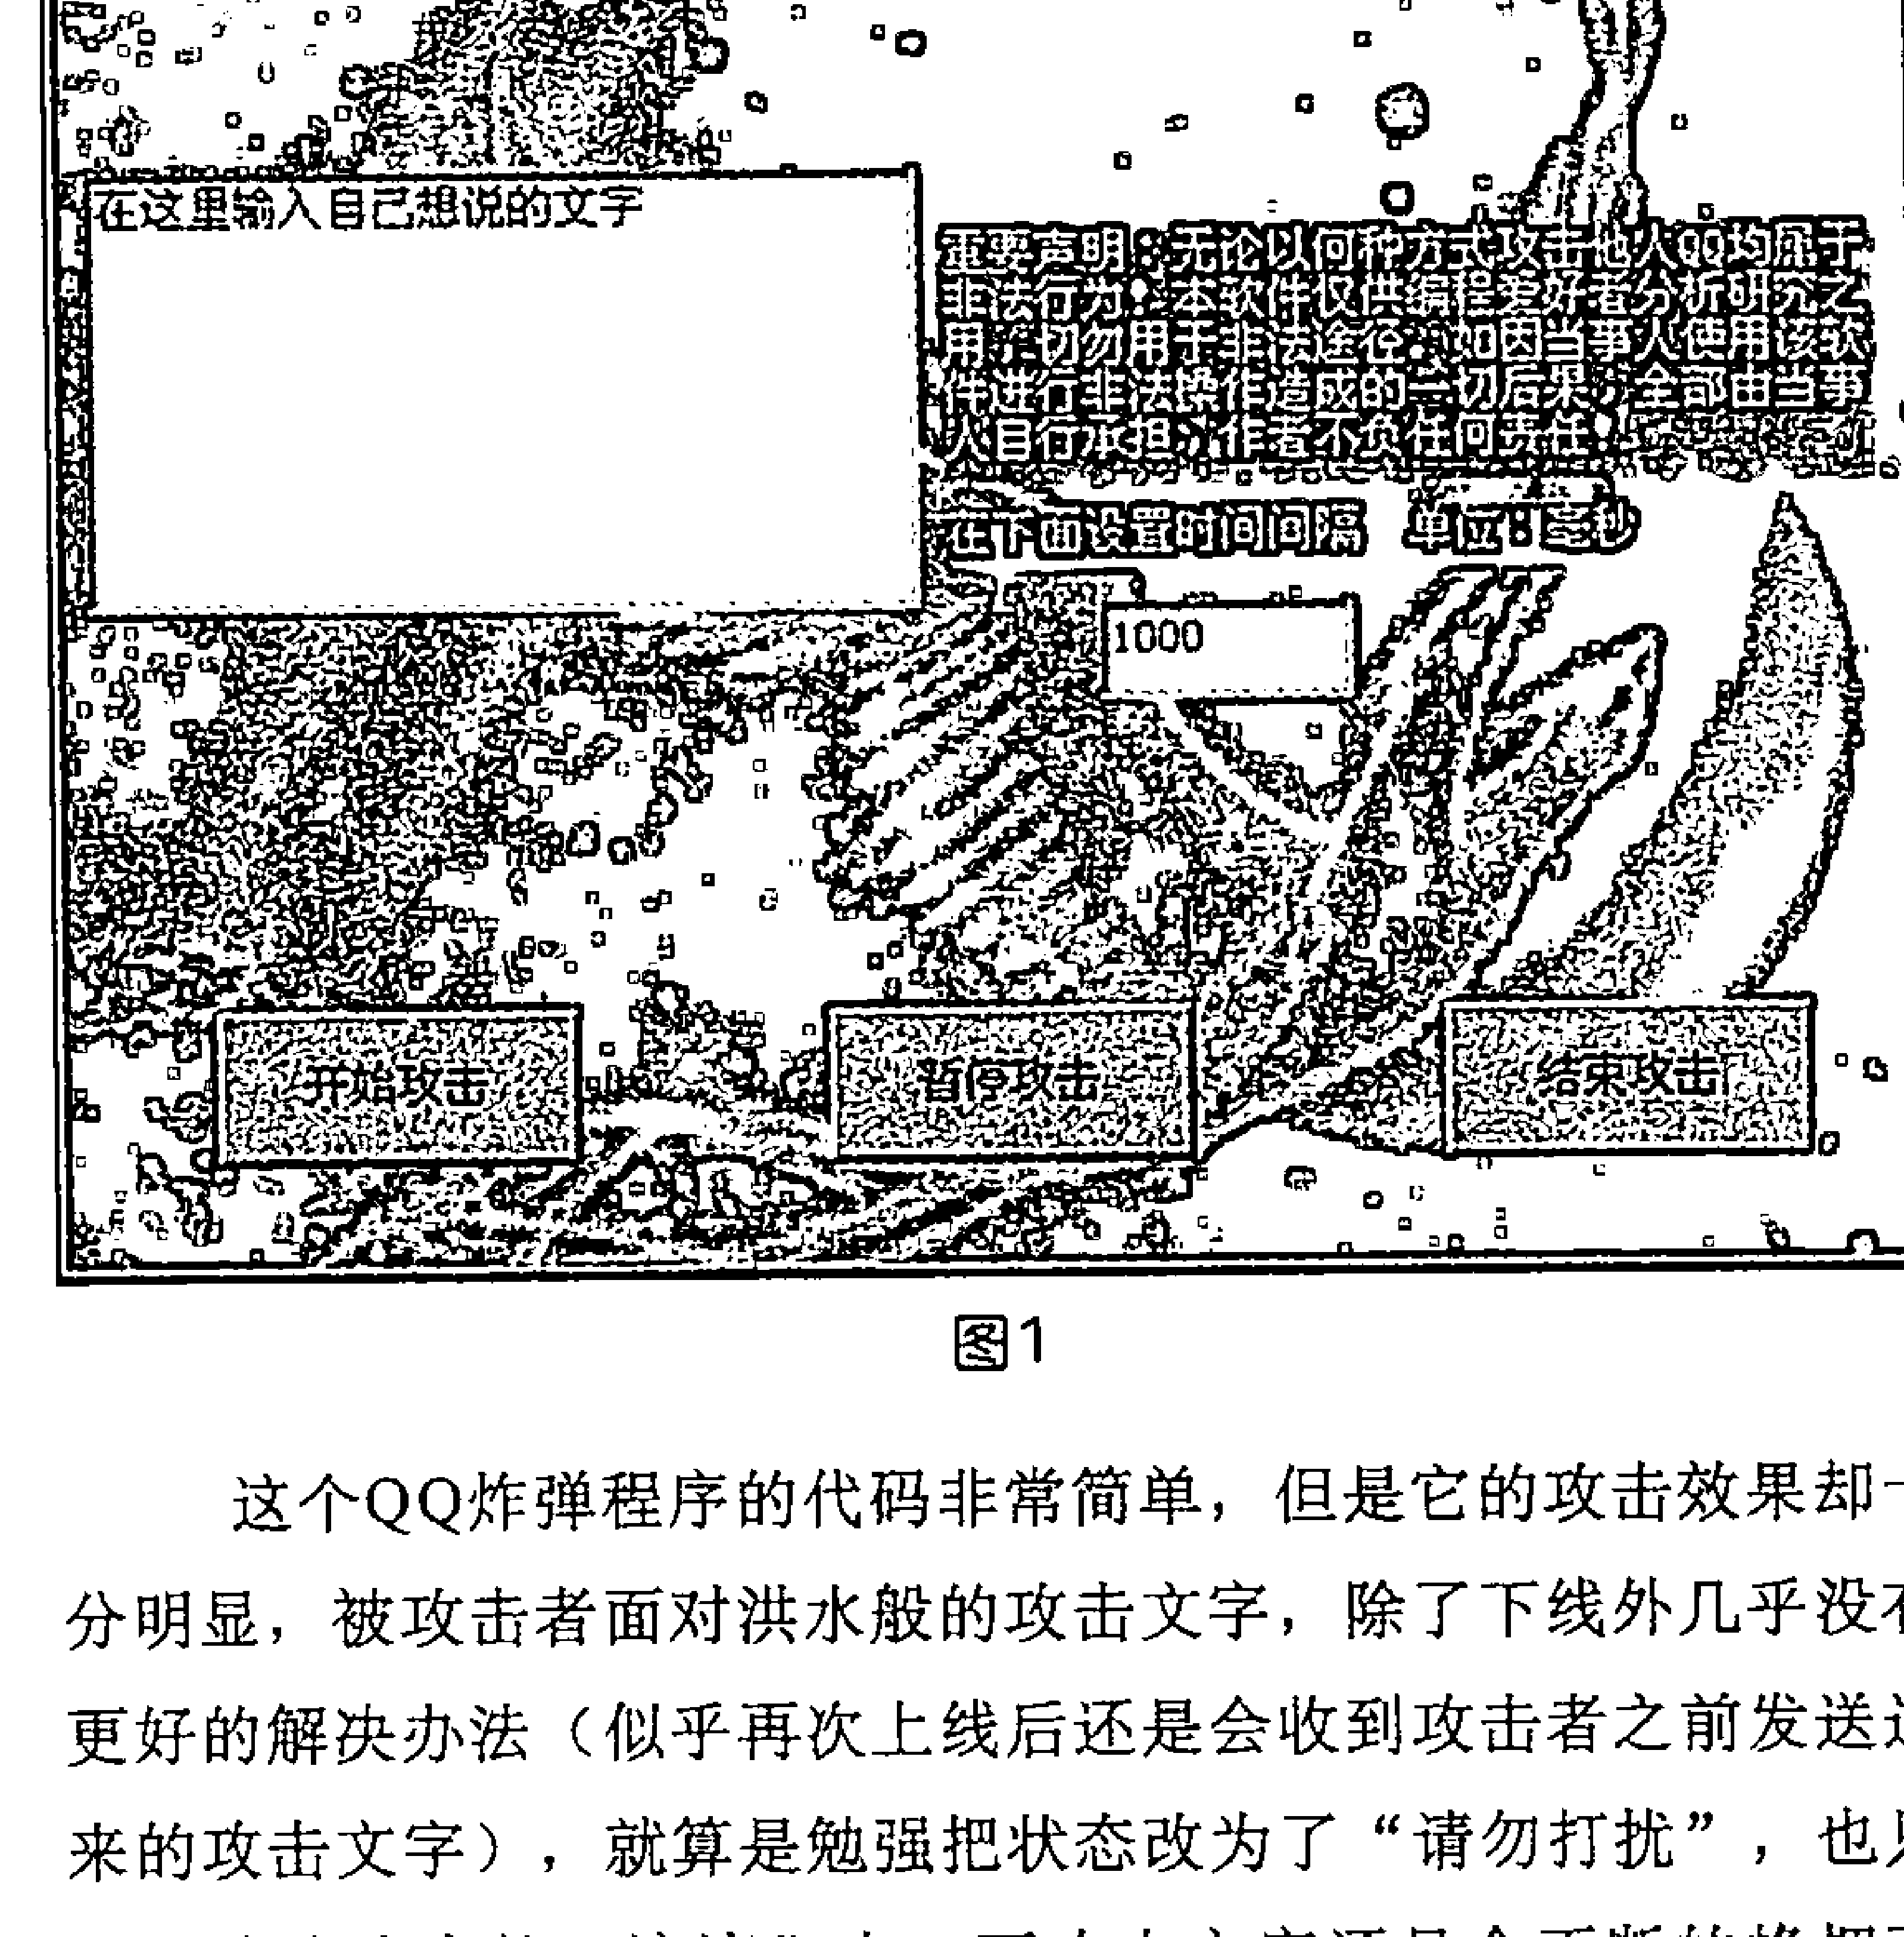 在这里输入自己想说的文字
重要声明：无论以何种方式攻击他人QQ均属于
非法行为！本软件仅供编程爱好者分析研究之
用，切勿用于非法途径。如因当事人使用该软
件进行非法操作造成的一切后果，全部由当事
人自行承担，作者不负任何责任！
在下面设置时间间隔 单位：毫秒
1000
开始攻击 暂停攻击 结束攻击
图1
这个QQ炸弹程序的代码非常简单，但是它的攻击效果却十
分明显，被攻击者面对洪水般的攻击文字，除了下线外几乎没有
更好的解决办法（似乎再次上线后还是会收到攻击者之前发送过
来的攻击文字），就算是勉强把状态改为了“请勿打扰”，也只